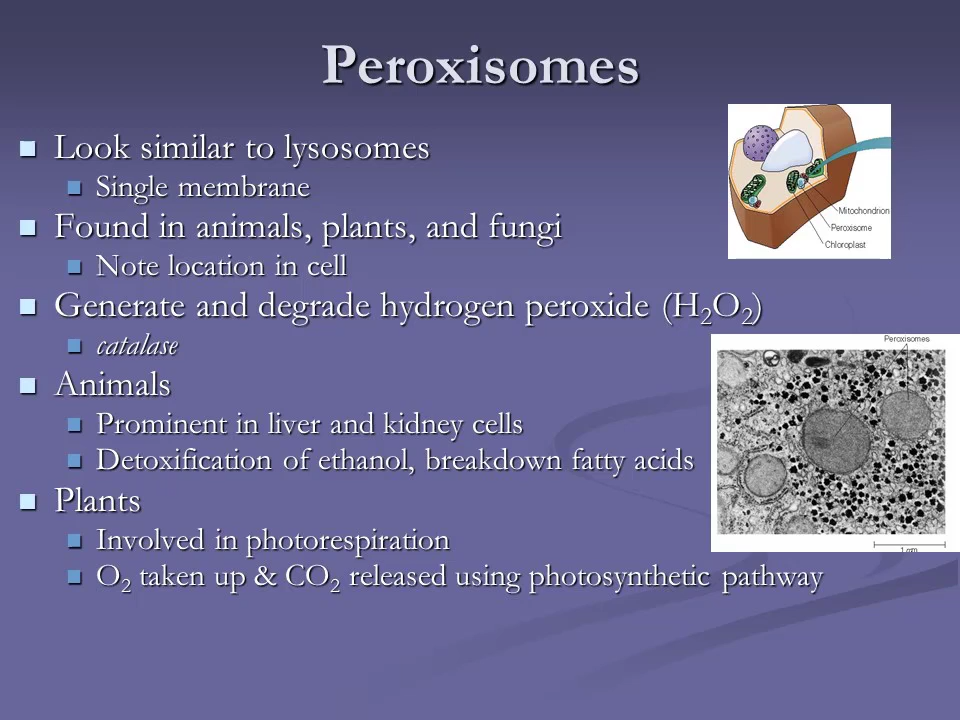 Peroxisomes
Look similar to lysosomes
Single membrane
Found in animals, plants, and fungi
Note location in cell
Mitochondrion
Peroxisome
Chloroplast
Generate and degrade hydrogen peroxide (H₂O₂)
catalase
Peroxisomes
Animals
Prominent in liver and kidney cells
Detoxification of ethanol, breakdown fatty acids
Plants
Involved in photorespiration
1 mm
O₂ taken up & CO₂ released using photosynthetic pathway